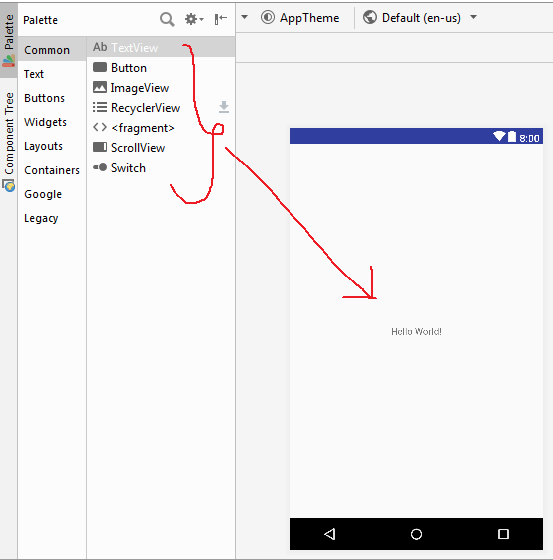 Palette
Component Tree
Palette
AppTheme
Default (en-us)
Common
Text
Buttons
Widgets
Layouts
Containers
Google
Legacy
Ab TextView
Button
ImageView
RecyclerView
<fragment>
ScrollView
Switch
8:00
Hello World!